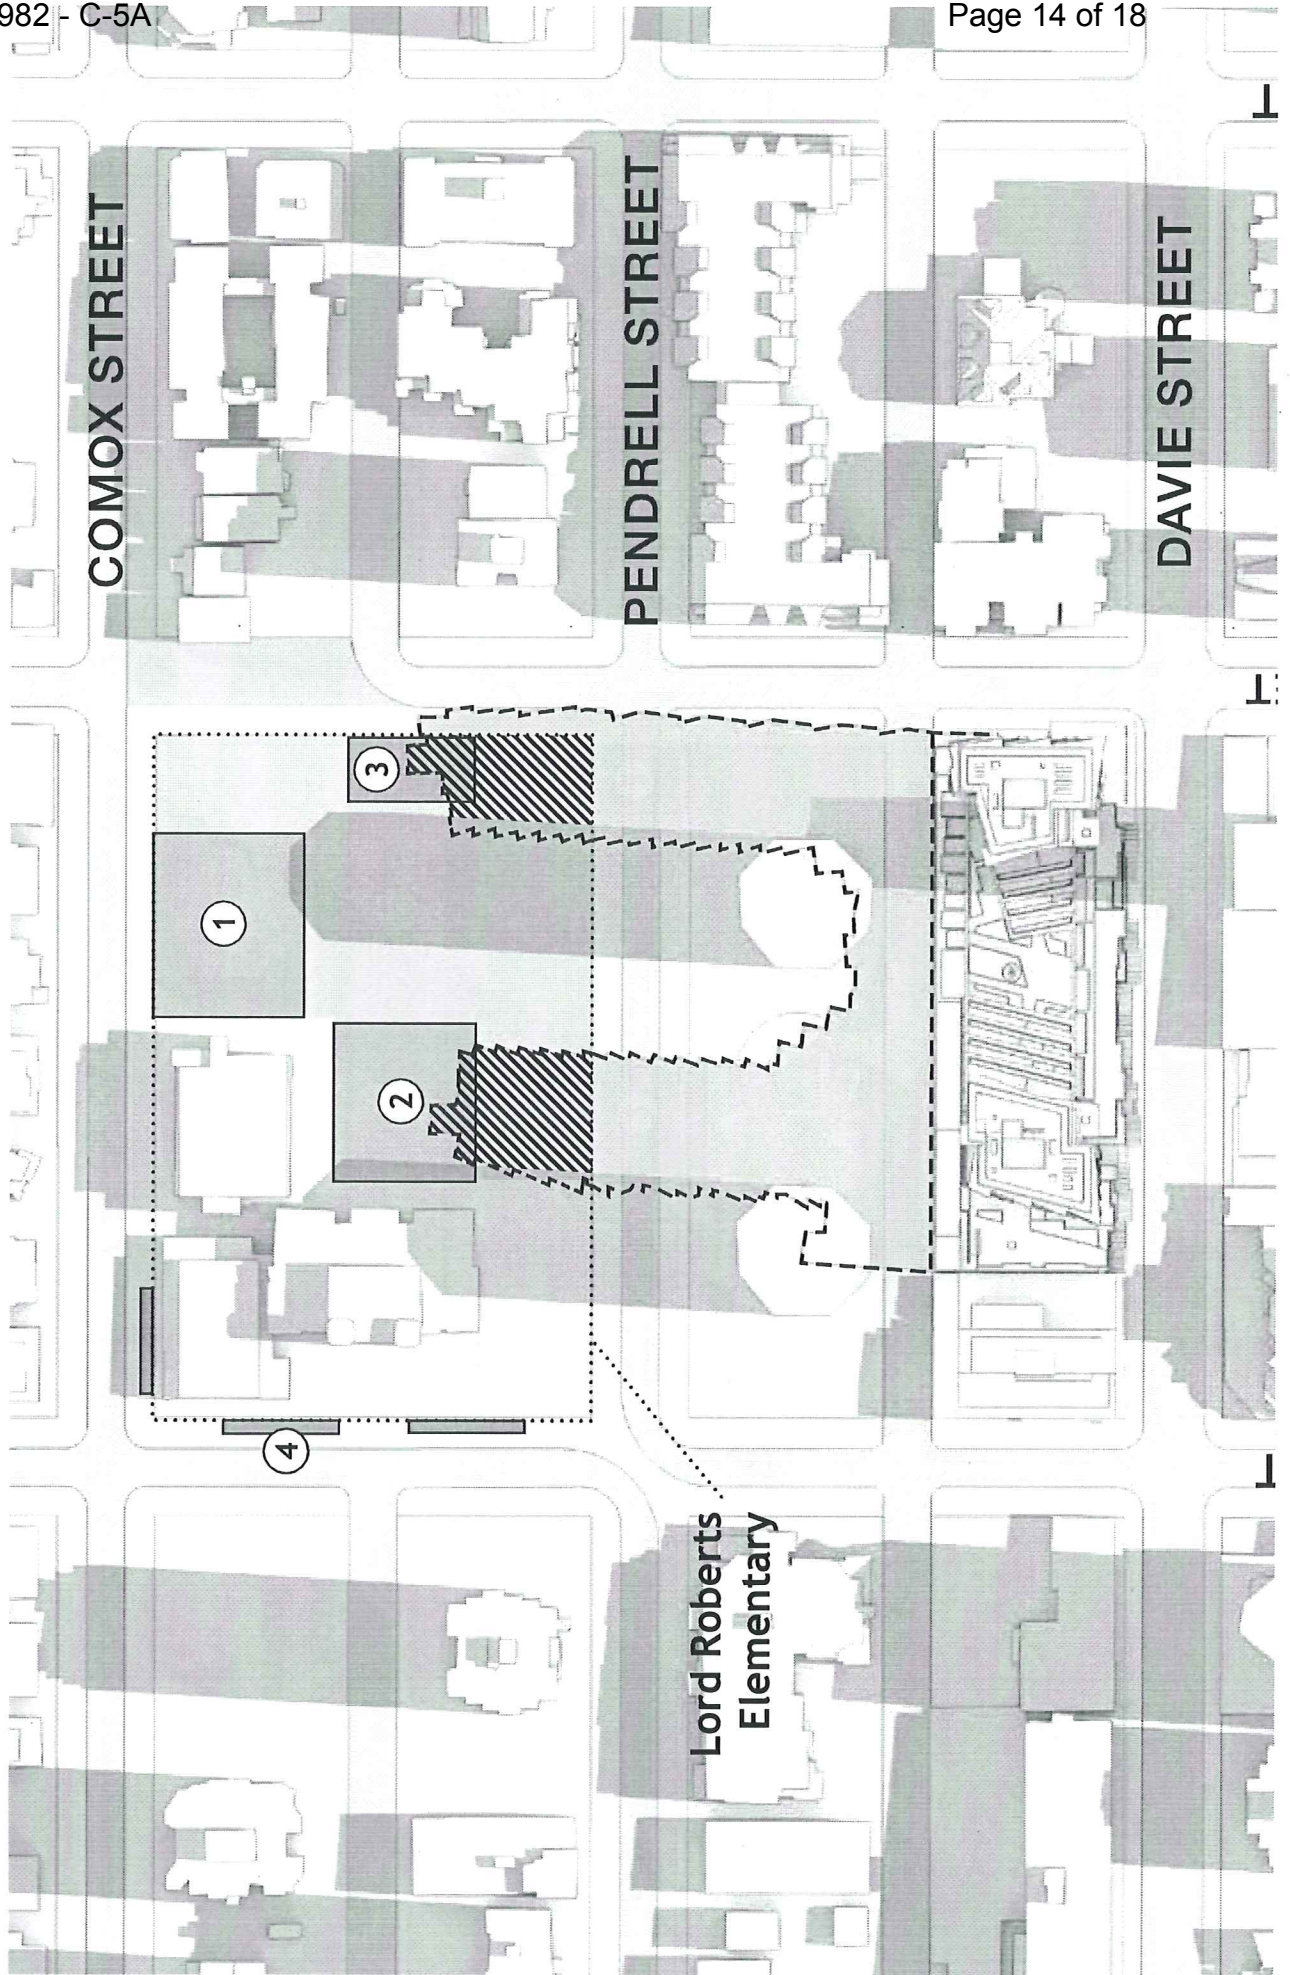 982 - C-5A
Page 14 of 18
COMOX STREET
PENDRELL STREET
DAVIE STREET
3
1
2
4
Lord Roberts
Elementary